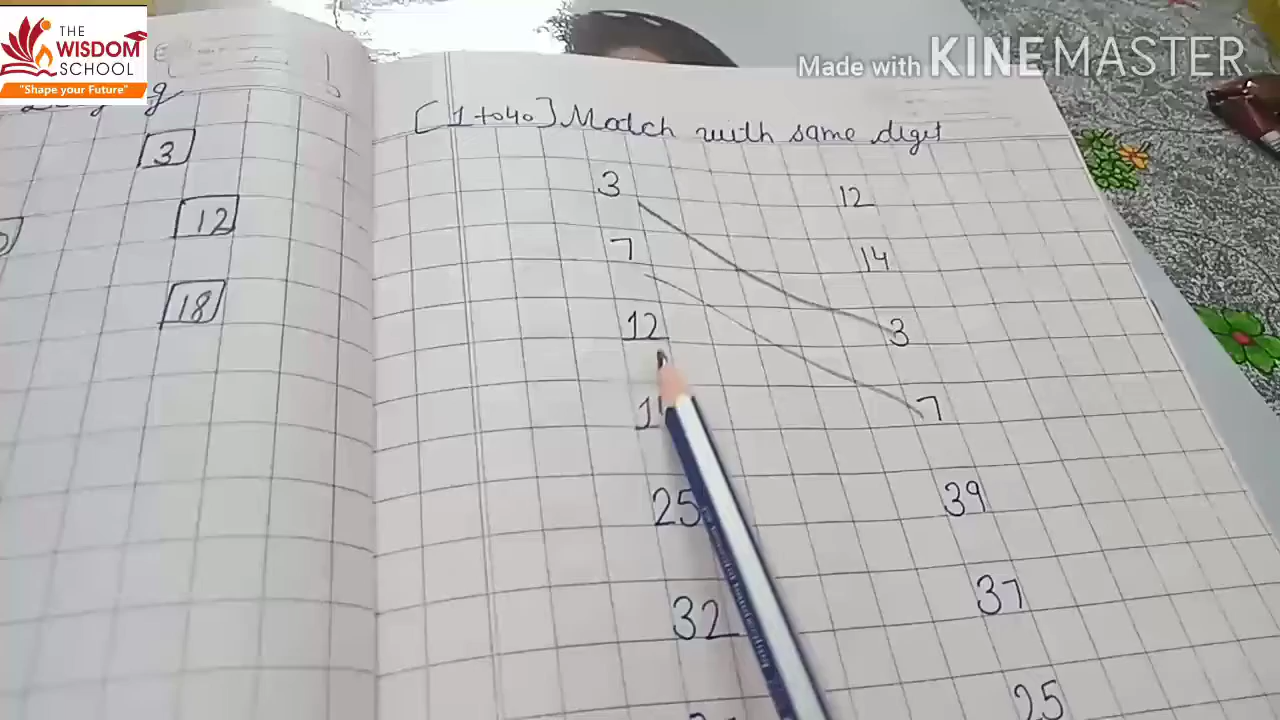 THE
WISDOM
SCHOOL
"Shape your Future"
Made with KINEMASTER
3
12
18
[1 to 40] Match with same digit
3 12
7 14
12 3
7
25 39
32 37
25